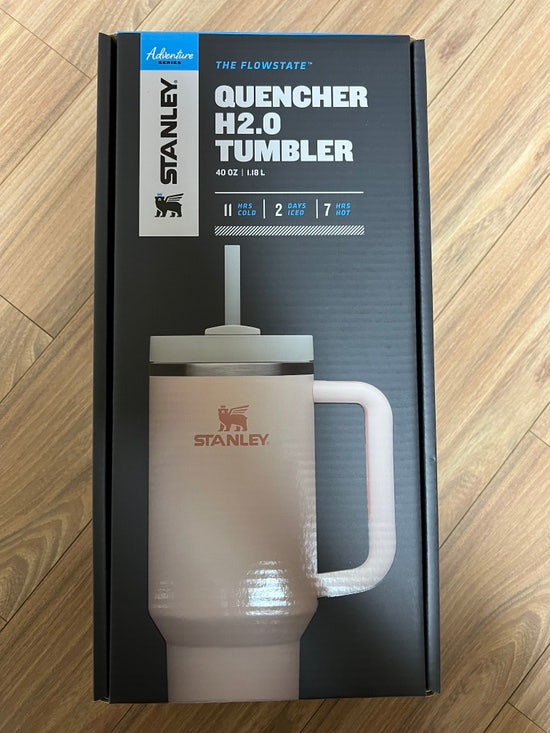 Adventure
SERIES
STANLEY
THE FLOWSTATE™
QUENCHER
H2.0
TUMBLER
40 OZ | 1.18 L
11 HRS COLD | 2 DAYS ICED | 7 HRS HOT
STANLEY